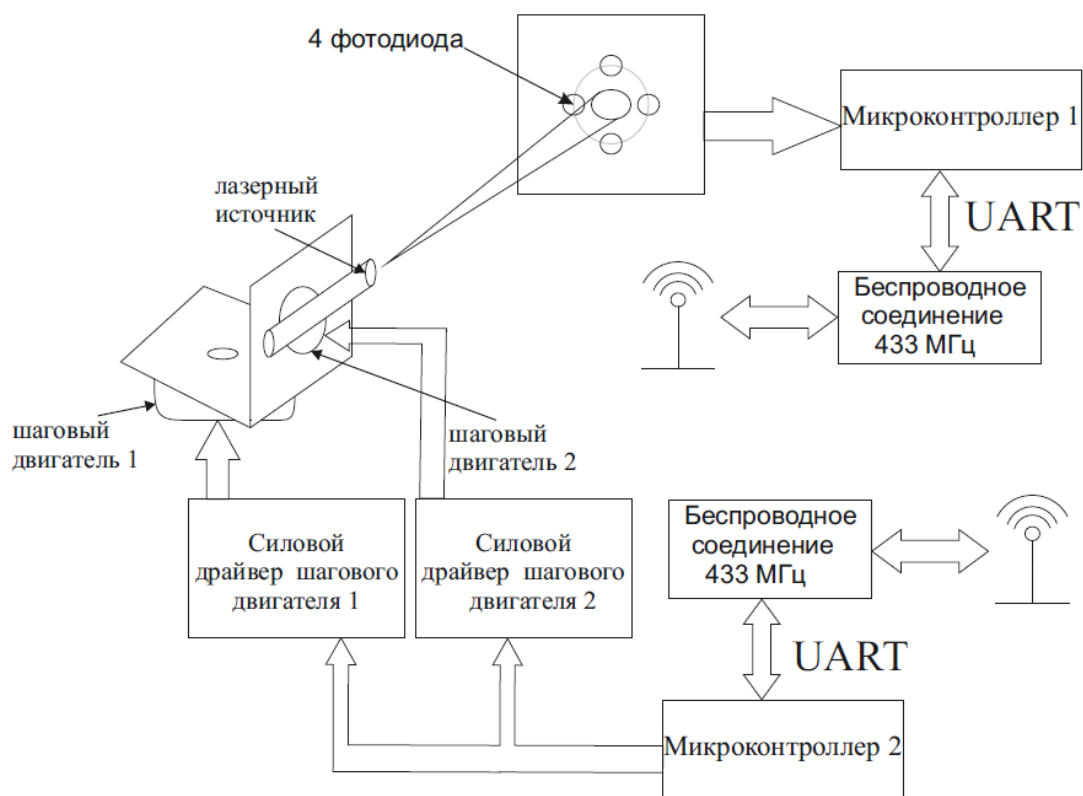 4 фотодиода
Микроконтроллер 1
лазерный
источник
UART
Беспроводное
соединение
433 МГц
шаговый
двигатель 1
шаговый
двигатель 2
Силовой
драйвер шагового
двигателя 1
Силовой
драйвер шагового
двигателя 2
Беспроводное
соединение
433 МГц
UART
Микроконтроллер 2